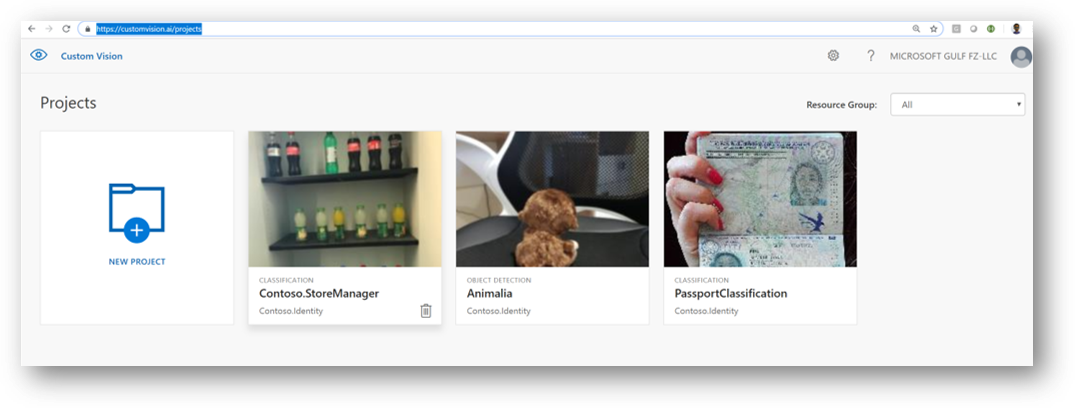 https://customvision.ai/projects
Custom Vision
? MICROSOFT GULF FZ-LLC
Projects
Resource Group: All
NEW PROJECT
CLASSIFICATION
Contoso.StoreManager
Contoso.Identity
OBJECT DETECTION
Animalia
Contoso.Identity
CLASSIFICATION
PassportClassification
Contoso.Identity